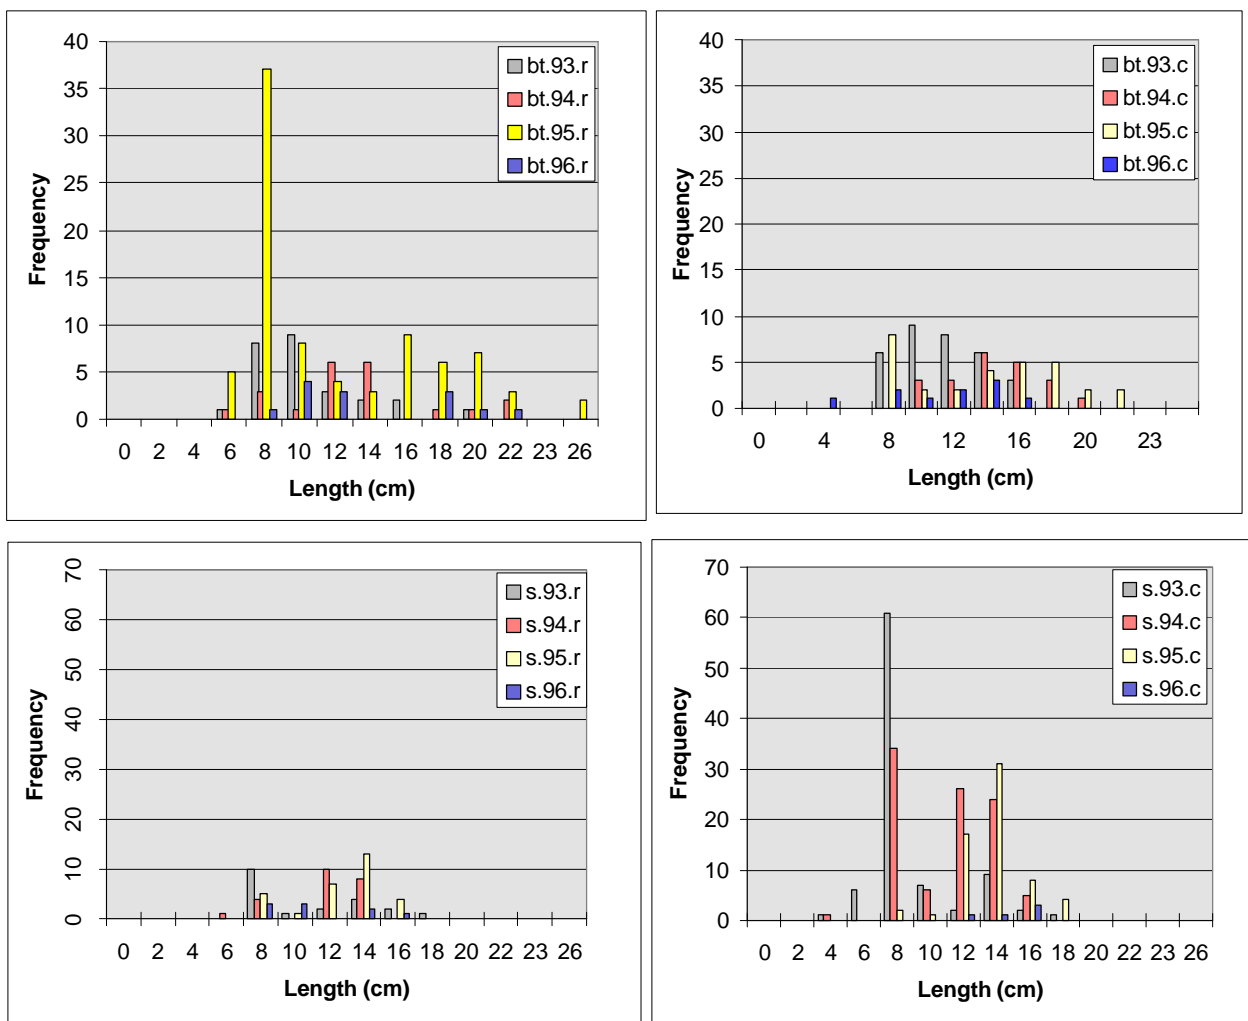 40
35
30
25
20
15
10
5
0
Frequency
bt.93.r
bt.94.r
bt.95.r
bt.96.r
0 2 4 6 8 10 12 14 16 18 20 22 23 26
Length (cm)
40
35
30
25
20
15
10
5
0
Frequency
bt.93.c
bt.94.c
bt.95.c
bt.96.c
0 4 8 12 16 20 23
Length (cm)
70
60
50
40
30
20
10
0
Frequency
s.93.r
s.94.r
s.95.r
s.96.r
0 2 4 6 8 10 12 14 16 18 20 22 23 26
Length (cm)
70
60
50
40
30
20
10
0
Frequency
s.93.c
s.94.c
s.95.c
s.96.c
0 2 4 6 8 10 12 14 16 18 20 22 23 26
Length (cm)